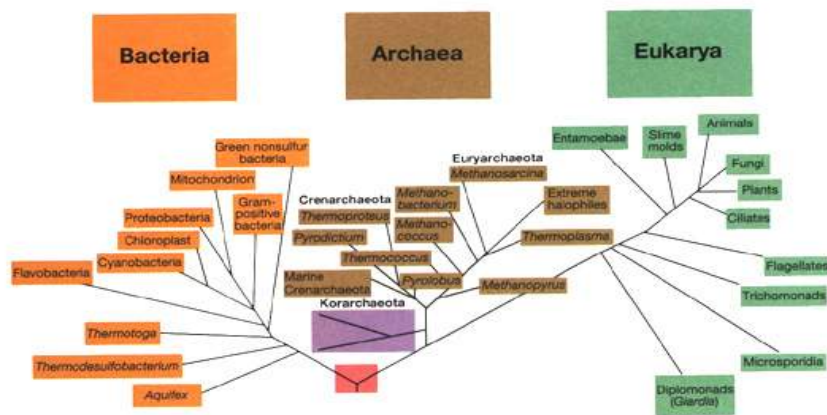 Bacteria
Archaea
Eukarya
Green nonsulfur
bacteria
Mitochondrion
Gram-
positive
bacteria
Proteobacteria
Chloroplast
Cyanobacteria
Flavobacteria
Thermotoga
Thermodesulfobacterium
Aquifex
Crenarchaeota
Thermoproteus
Pyrodictium
Thermococcus
Marine
Crenarchaeota
Pyrolobus
Korarchaeota
Euryarchaeota
Methanosarcina
Methano-
bacterium
Methano-
coccus
Extreme
halophiles
Thermoplasma
Methanopyrus
Entamoebae
Slime
molds
Animals
Fungi
Plants
Ciliates
Flagellates
Trichomonads
Microsporidia
Diplomonads
(Giardia)